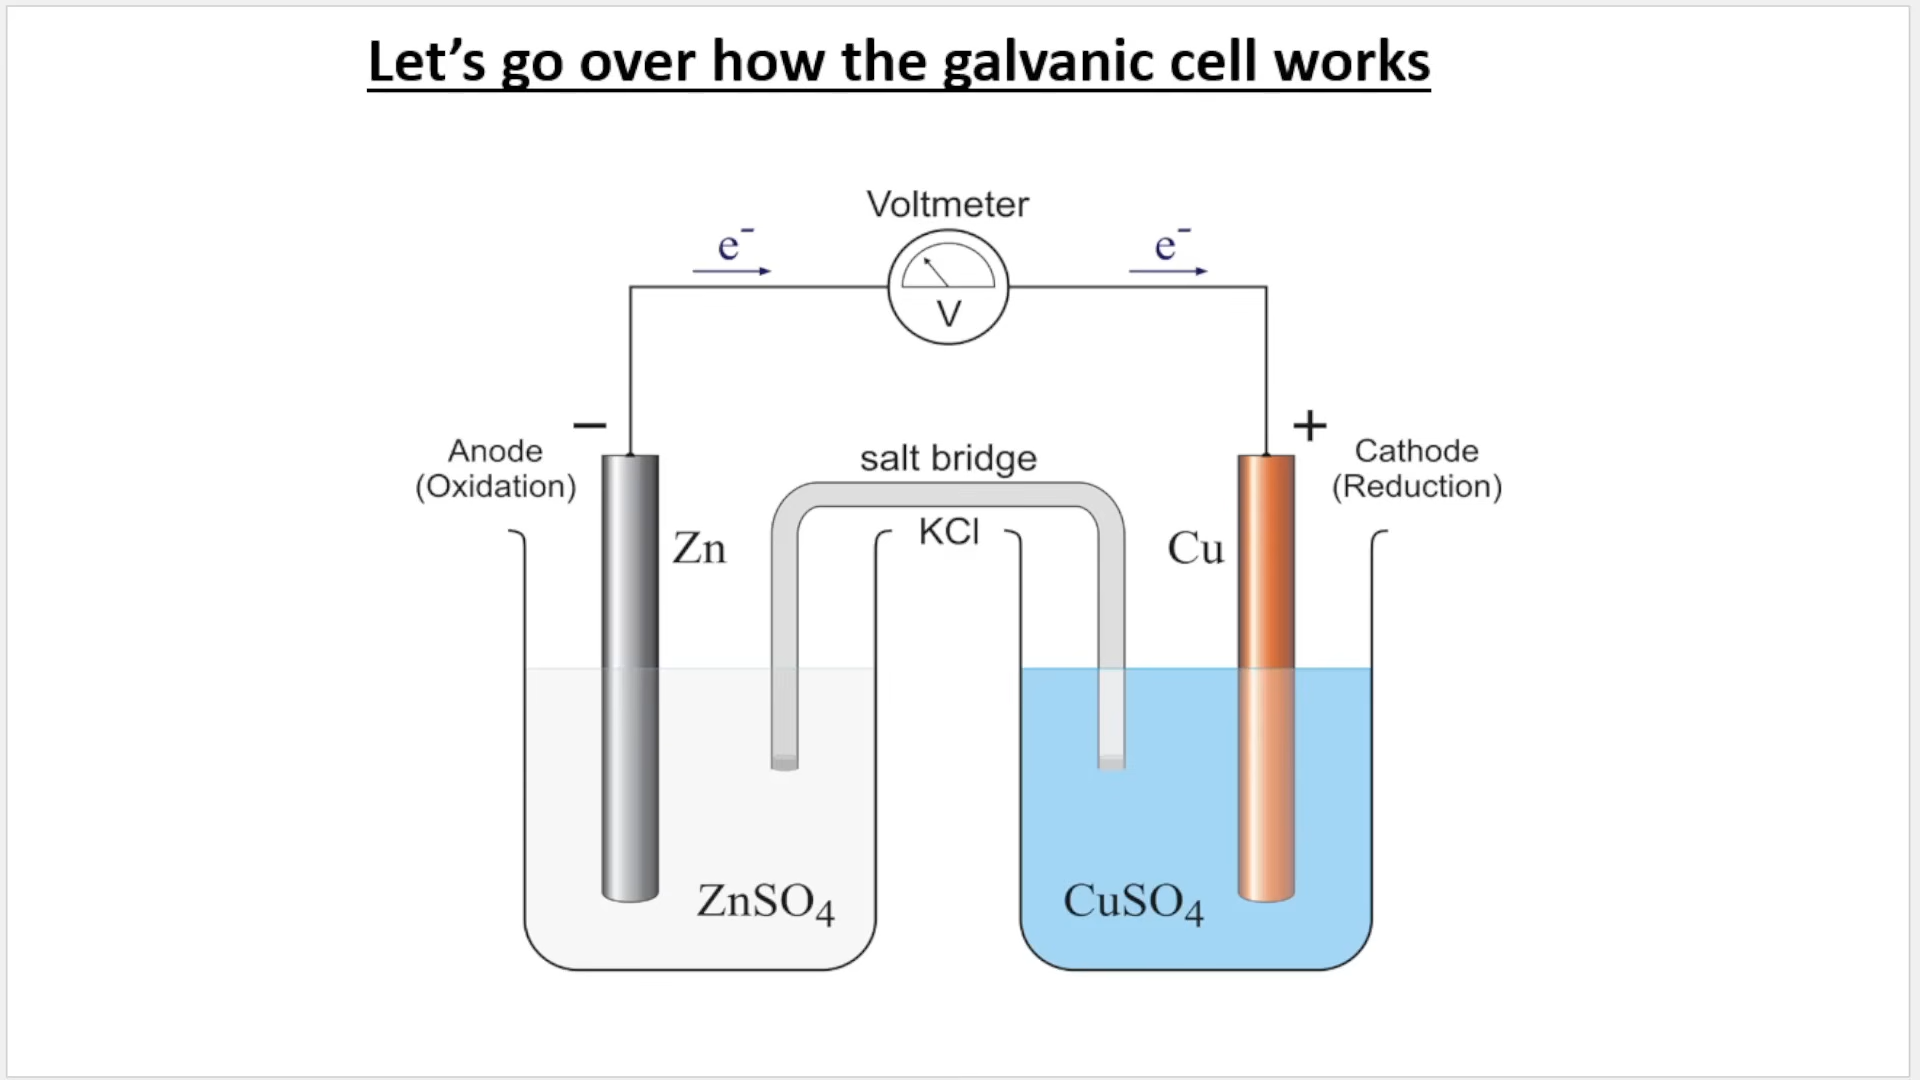 Let’s go over how the galvanic cell works
Voltmeter
e⁻
e⁻
V
−
+
Anode
(Oxidation)
Cathode
(Reduction)
salt bridge
KCl
Zn
Cu
ZnSO₄
CuSO₄